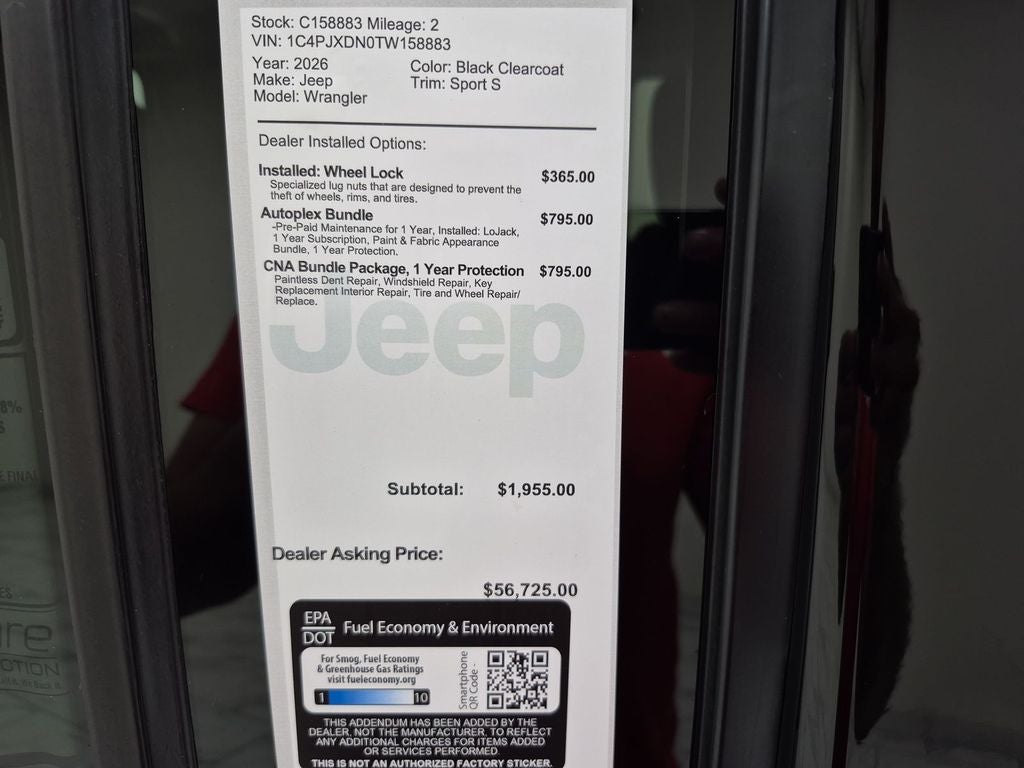 Stock: C158883 Mileage: 2
VIN: 1C4PJXDN0TW158883
Year: 2026 Color: Black Clearcoat
Make: Jeep Trim: Sport S
Model: Wrangler
Dealer Installed Options:
Installed: Wheel Lock $365.00
Specialized lug nuts that are designed to prevent the
theft of wheels, rims, and tires.
Autoplex Bundle $795.00
-Pre-Paid Maintenance for 1 Year, Installed: LoJack,
1 Year Subscription, Paint & Fabric Appearance
Bundle, 1 Year Protection.
CNA Bundle Package, 1 Year Protection $795.00
Paintless Dent Repair, Windshield Repair, Key
Replacement Interior Repair, Tire and Wheel Repair/
Replace.
Jeep
Subtotal: $1,955.00
Dealer Asking Price:
$56,725.00
EPA
DOT
Fuel Economy & Environment
For Smog, Fuel Economy
& Greenhouse Gas Ratings
visit fueleconomy.org
1 10
Smartphone
QR Code -
THIS ADDENDUM HAS BEEN ADDED BY THE
DEALER, NOT THE MANUFACTURER, TO REFLECT
ANY ADDITIONAL CHARGES FOR ITEMS ADDED
OR SERVICES PERFORMED.
THIS IS NOT AN AUTHORIZED FACTORY STICKER.